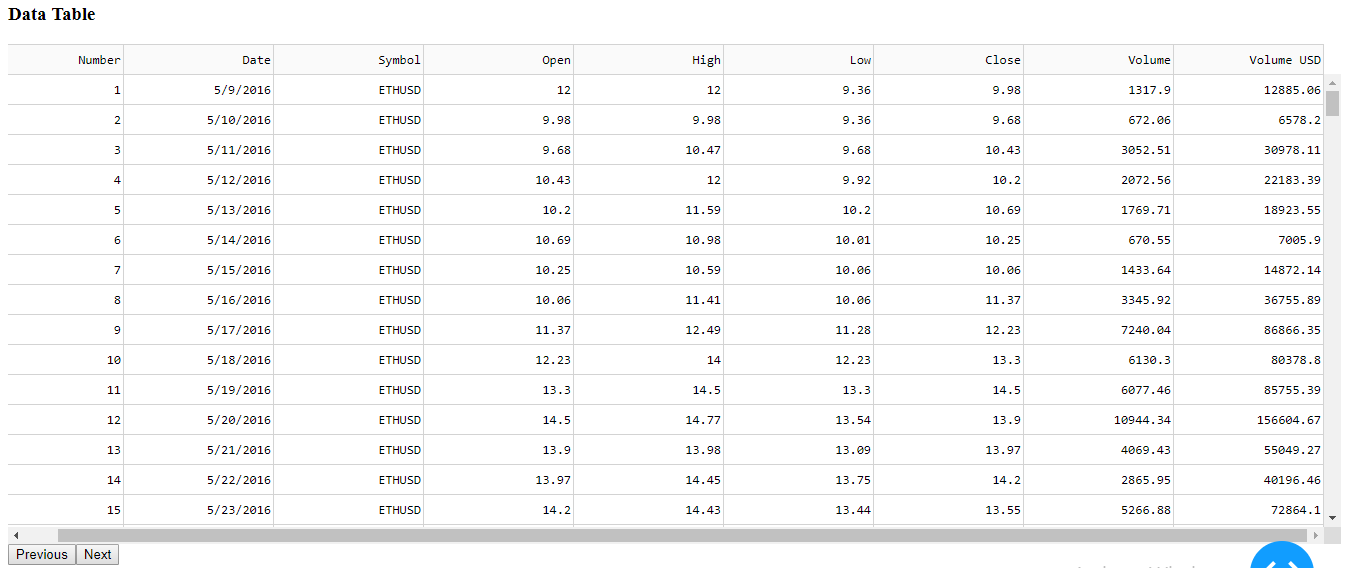 Data Table
Number Date Symbol Open High Low Close Volume Volume USD
1 5/9/2016 ETHUSD 12 12 9.36 9.98 1317.9 12885.06
2 5/10/2016 ETHUSD 9.98 9.98 9.36 9.68 672.06 6578.2
3 5/11/2016 ETHUSD 9.68 10.47 9.68 10.43 3052.51 30978.11
4 5/12/2016 ETHUSD 10.43 12 9.92 10.2 2072.56 22183.39
5 5/13/2016 ETHUSD 10.2 11.59 10.2 10.69 1769.71 18923.55
6 5/14/2016 ETHUSD 10.69 10.98 10.01 10.25 670.55 7005.9
7 5/15/2016 ETHUSD 10.25 10.59 10.06 10.06 1433.64 14872.14
8 5/16/2016 ETHUSD 10.06 11.41 10.06 11.37 3345.92 36755.89
9 5/17/2016 ETHUSD 11.37 12.49 11.28 12.23 7240.04 86866.35
10 5/18/2016 ETHUSD 12.23 14 12.23 13.3 6130.3 80378.8
11 5/19/2016 ETHUSD 13.3 14.5 13.3 14.5 6077.46 85755.39
12 5/20/2016 ETHUSD 14.5 14.77 13.54 13.9 10944.34 156604.67
13 5/21/2016 ETHUSD 13.9 13.98 13.09 13.97 4069.43 55049.27
14 5/22/2016 ETHUSD 13.97 14.45 13.75 14.2 2865.95 40196.46
15 5/23/2016 ETHUSD 14.2 14.43 13.44 13.55 5266.88 72864.1
Previous Next